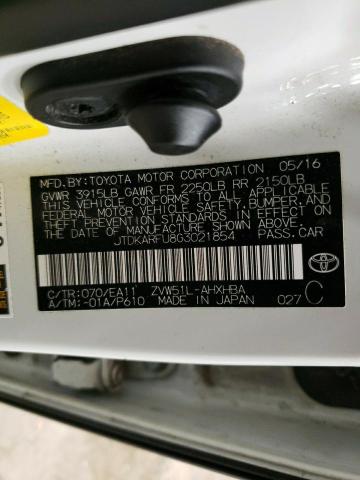 MFD.BY:TOYOTA MOTOR CORPORATION 05/16
GVWR 3915LB GAWR FR 2250LB RR 2150LB
THIS VEHICLE CONFORMS TO ALL APPLICABLE
FEDERAL MOTOR VEHICLE SAFETY, BUMPER, AND
THEFT PREVENTION STANDARDS IN EFFECT ON
THE DATE OF MANUFACTURE SHOWN ABOVE.
JTDKARFU8G3021854 PASS.CAR
C/TR:070/EA11 ZVW51L-AHXHBA
A/TM:-01A/P610 MADE IN JAPAN 027 C